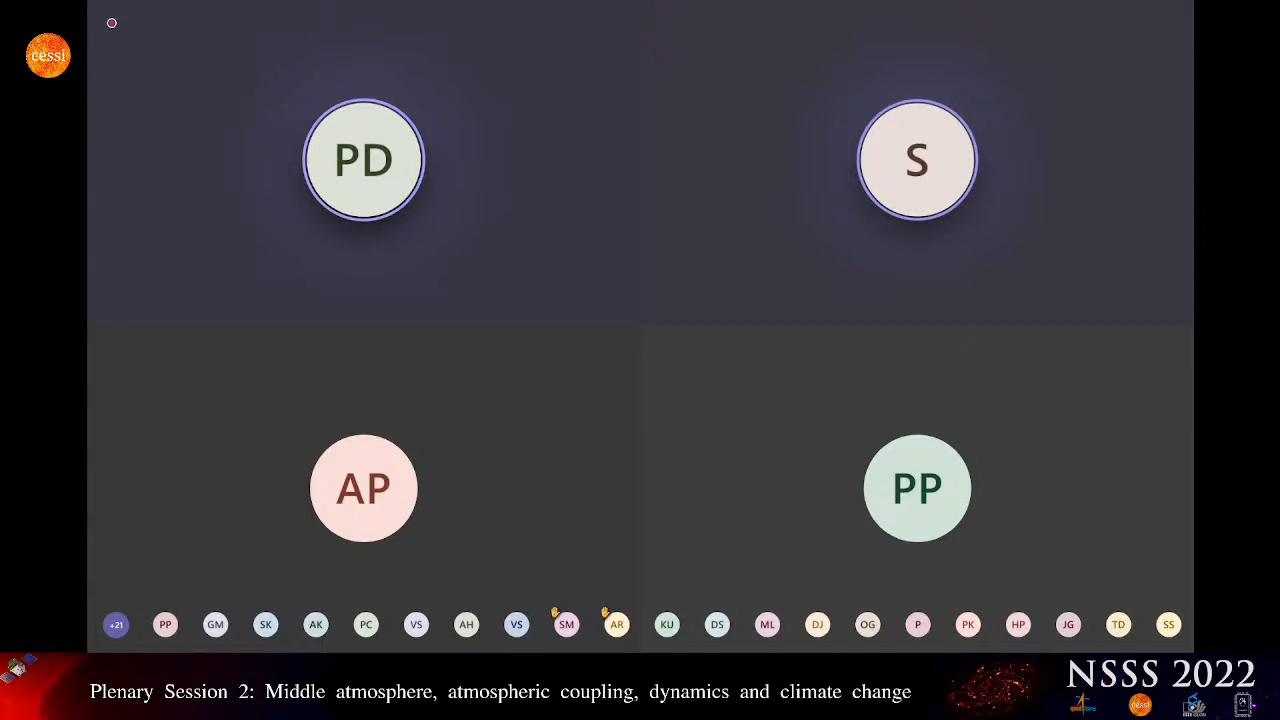 cessi
PD
S
AP
PP
+21 PP GM SK AK PC VS AH VS SM AR KU DS ML DJ OG P PK HP JG TD SS
Plenary Session 2: Middle atmosphere, atmospheric coupling, dynamics and climate change
NSSS 2022
cessi